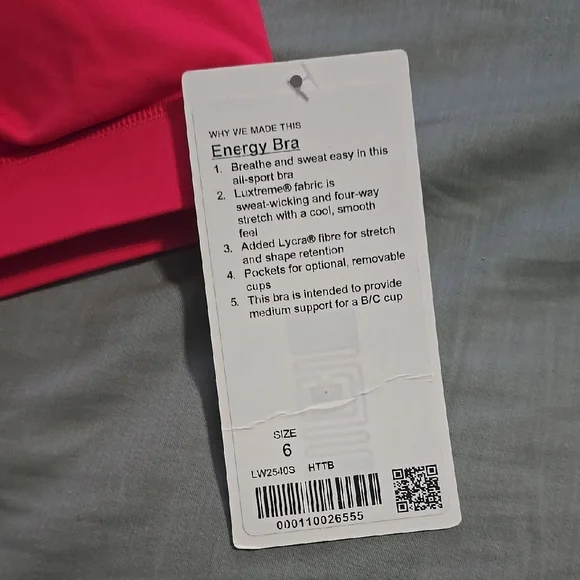 WHY WE MADE THIS
Energy Bra
1. Breathe and sweat easy in this
all-sport bra
2. Luxtreme® fabric is
sweat-wicking and four-way
stretch with a cool, smooth
feel
3. Added Lycra® fibre for stretch
and shape retention
4. Pockets for optional, removable
cups
5. This bra is intended to provide
medium support for a B/C cup
SIZE
6
LW2540S HTTB
000110026555